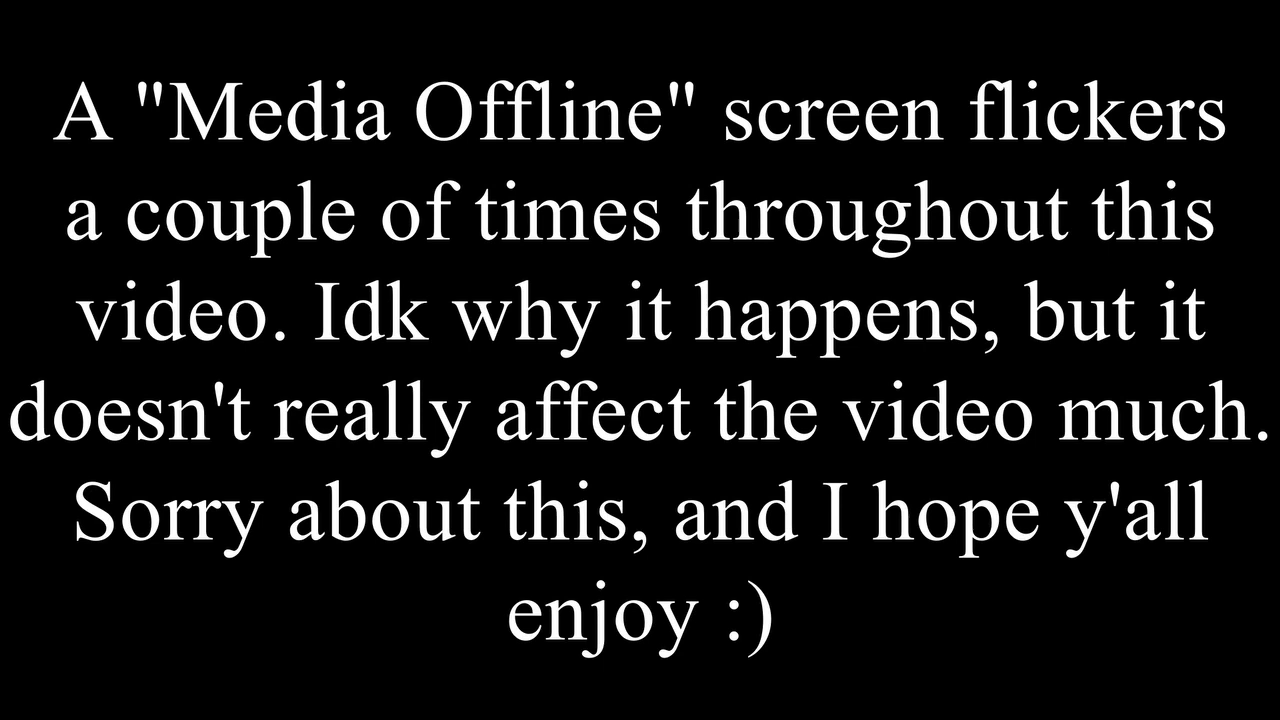 A "Media Offline" screen flickers
a couple of times throughout this
video. Idk why it happens, but it
doesn't really affect the video much.
Sorry about this, and I hope y'all
enjoy :)